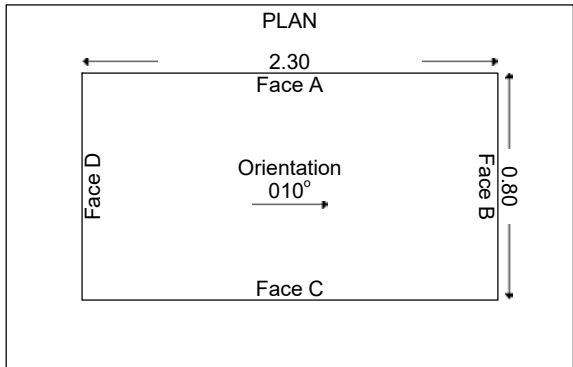 PLAN
2.30
Face A
Face D
Orientation
010°
Face B
0.80
Face C